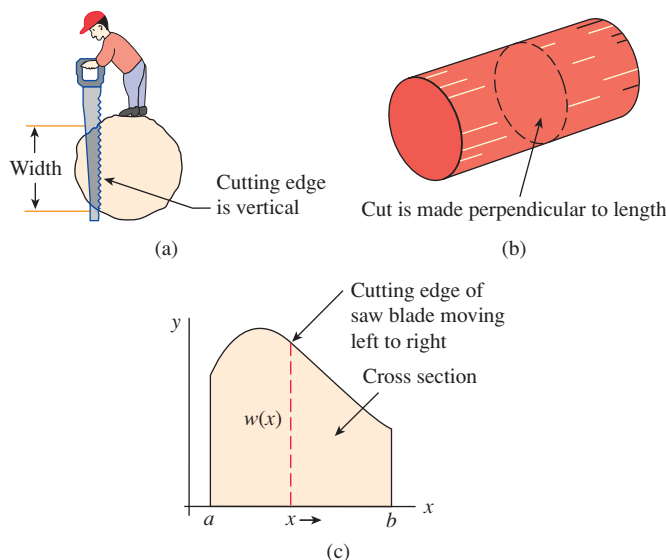 Width
Cutting edge
is vertical
(a)
Cut is made perpendicular to length
(b)
Cutting edge of
saw blade moving
left to right
Cross section
y
w(x)
a
x →
b
x
(c)